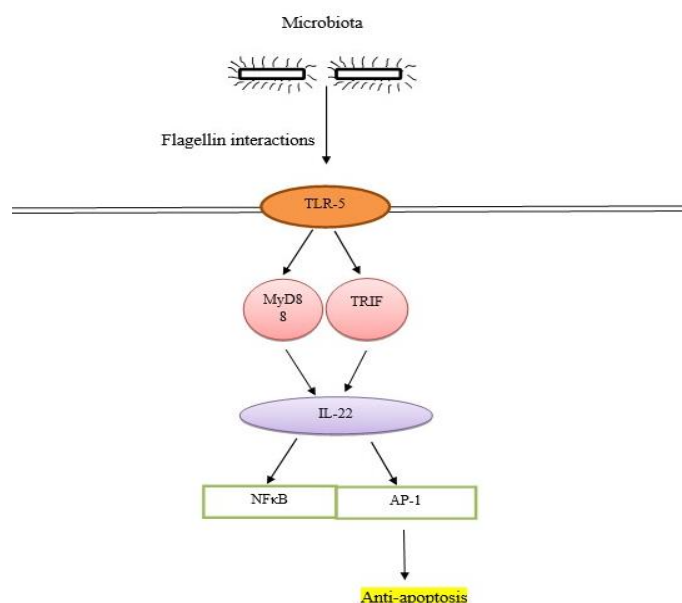 Microbiota
Flagellin interactions
TLR-5
MyD8
8
TRIF
IL-22
NFκB
AP-1
Anti-apoptosis